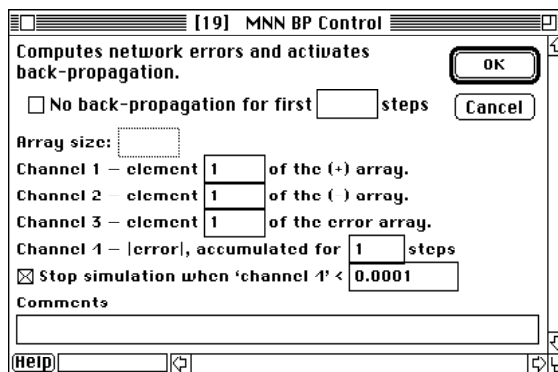 [19] MNN BP Control
Computes network errors and activates
back-propagation.
OK
No back-propagation for first steps
Cancel
Array size:
Channel 1 – element 1 of the (+) array.
Channel 2 – element 1 of the (-) array.
Channel 3 – element 1 of the error array.
Channel 4 – |error|, accumulated for 1 steps
Stop simulation when 'channel 4' < 0.0001
Comments
Help